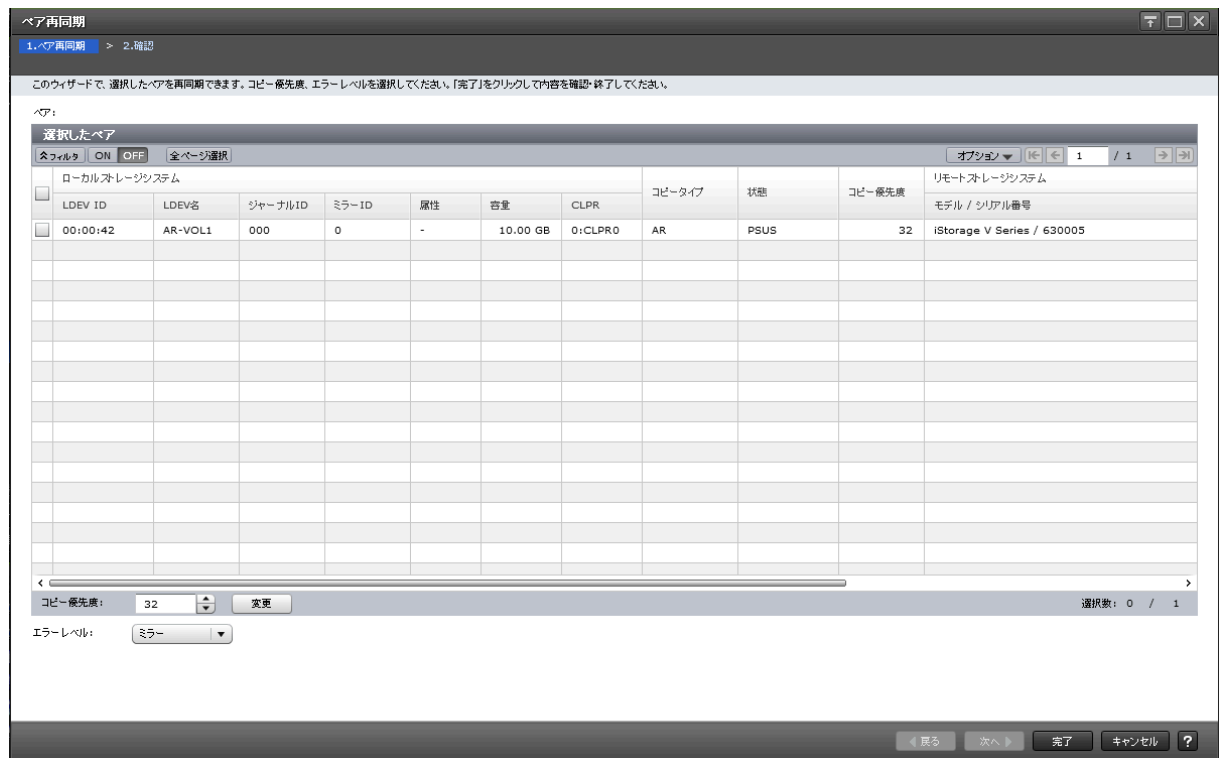 ペア再同期
1.ペア再同期 > 2.確認
このウィザードで、選択したペアを再同期できます。コピー優先度、エラーレベルを選択してください。「完了」をクリックして内容を確認・終了してください。
ペア:
選択したペア
フィルタ ON OFF 全ページ選択 オプション 1 / 1
ローカルストレージシステム コピータイプ 状態 コピー優先度 リモートストレージシステム
LDEV ID LDEV名 ジャーナルID ミラーID 属性 容量 CLPR モデル / シリアル番号
00:00:42 AR-VOL1 000 0 - 10.00 GB 0:CLPR0 AR PSUS 32 iStorage V Series / 630005
コピー優先度: 32 変更 選択数: 0 / 1
エラーレベル: ミラー
戻る 次へ 完了 キャンセル ?